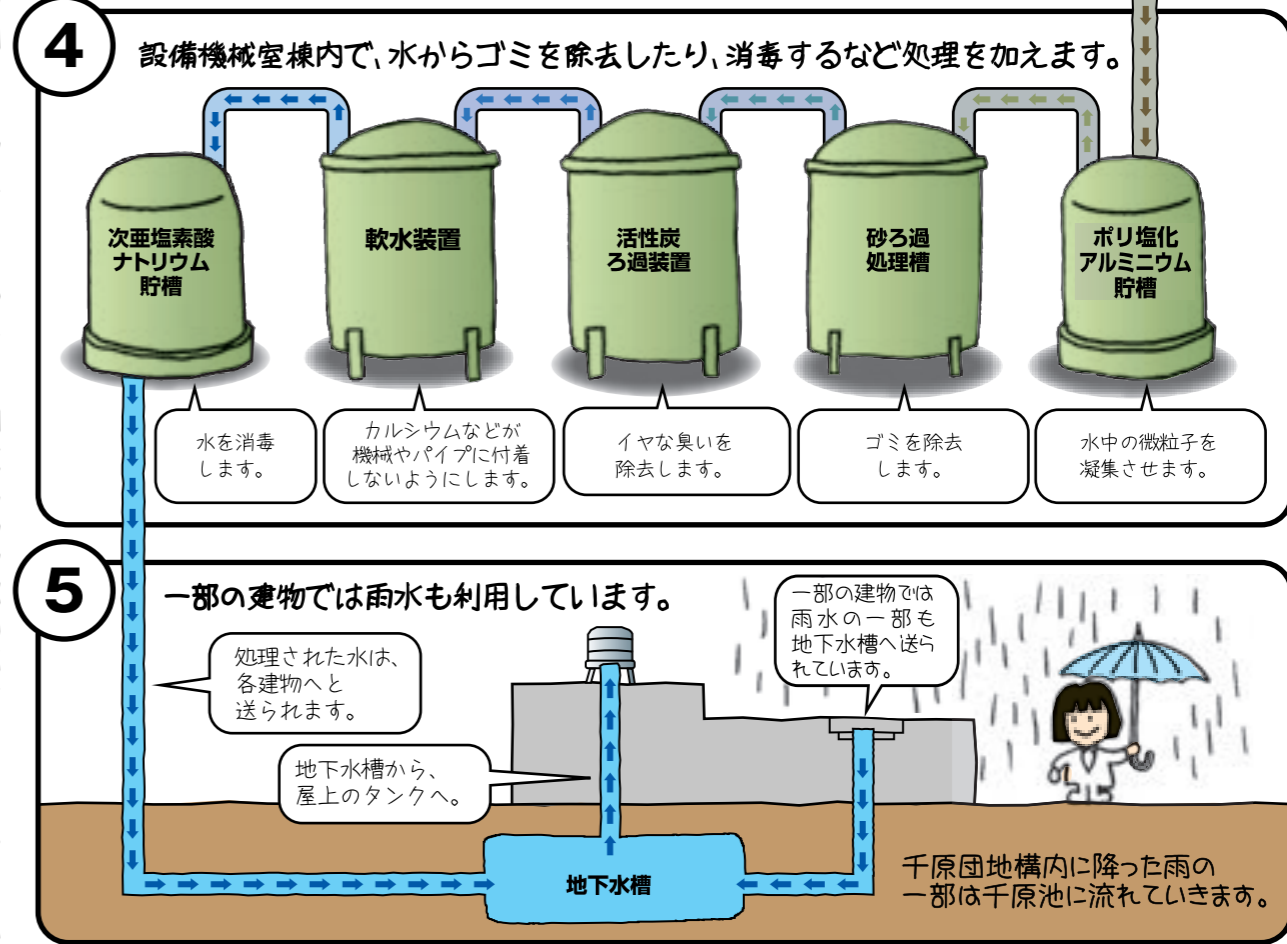 4
設備機械室棟内で、水からゴミを除去したり、消毒するなど処理を加えます。
次亜塩素酸
ナトリウム
貯槽
軟水装置
活性炭
ろ過装置
砂ろ過
処理槽
ポリ塩化
アルミニウム
貯槽
水を消毒
します。
カルシウムなどが
機械やパイプに付着
しないようにします。
イヤな臭いを
除去します。
ゴミを除去
します。
水中の微粒子を
凝集させます。
5
一部の建物では雨水も利用しています。
処理された水は、
各建物へと
送られます。
地下水槽から、
屋上のタンクへ。
一部の建物では
雨水の一部も
地下水槽へ送ら
れています。
地下水槽
千原団地構内に降った雨の
一部は千原池に流れていきます。